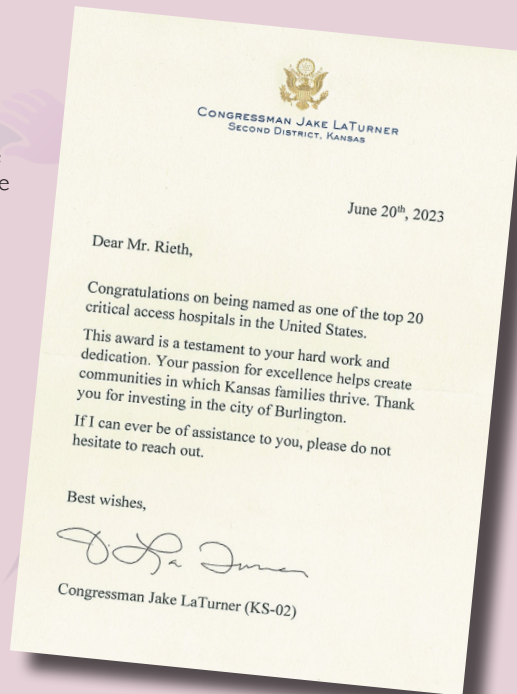 CONGRESSMAN JAKE LATURNER
SECOND DISTRICT, KANSAS
June 20th, 2023
Dear Mr. Rieth,
Congratulations on being named as one of the top 20
critical access hospitals in the United States.
This award is a testament to your hard work and
dedication. Your passion for excellence helps create
communities in which Kansas families thrive. Thank
you for investing in the city of Burlington.
If I can ever be of assistance to you, please do not
hesitate to reach out.
Best wishes,
J. La Turner
Congressman Jake LaTurner (KS-02)